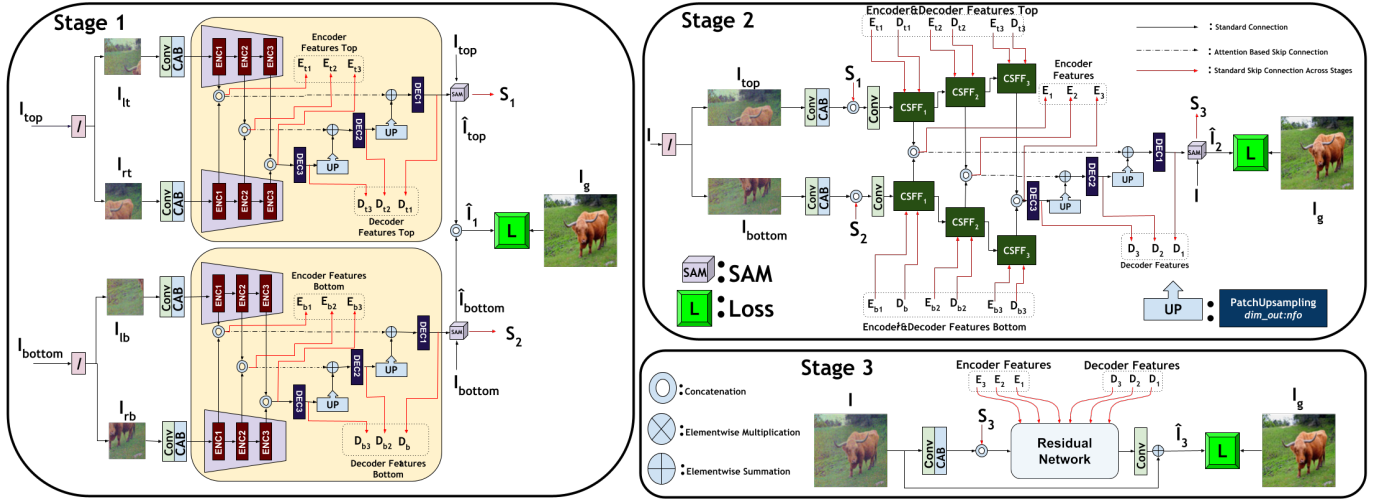 Stage 1
Encoder
Features Top
E_t1 E_t2 E_t3
I_lt
Conv
CAB
ENC1
ENC2
ENC3
I_top
/
I_rt
Conv
CAB
ENC1
ENC2
ENC3
DEC3
UP
DEC2
UP
DEC1
D_t3 D_t2 D_t1
Decoder
Features Top
I_top
SAM
S_1
Î_top
Î_1
L
I_g
Î_bottom
SAM
S_2
I_bottom
Encoder Features
Bottom
E_b1 E_b2 E_b3
I_lb
Conv
CAB
ENC1
ENC2
ENC3
I_bottom
/
I_rb
Conv
CAB
ENC1
ENC2
ENC3
DEC3
UP
DEC2
UP
DEC1
D_b3 D_b2 D_b
Decoder Features
Bottom
Stage 2
Encoder&Decoder Features Top
E_t1 D_t1 E_t2 D_t2 E_t3 D_t3
: Standard Connection
: Attention Based Skip Connection
: Standard Skip Connection Across Stages
I_top
Conv
CAB
S_1
Conv
CSFF_1
CSFF_2
CSFF_3
Encoder
Features
E_1 E_2 E_3
I
/
I_bottom
Conv
CAB
S_2
Conv
CSFF_1
CSFF_2
CSFF_3
DEC3
UP
DEC2
UP
DEC1
S_3
SAM
I
Î_2
L
I_g
D_3 D_2 D_1
Decoder Features
E_b1 D_b E_b2 D_b2 E_b3 D_b3
Encoder&Decoder Features Bottom
SAM : SAM
L : Loss
UP :
PatchUpsampling
dim_out:nfo
Stage 3
: Concatenation
: Elementwise Multiplication
: Elementwise Summation
Encoder Features
E_3 E_2 E_1
Decoder Features
D_3 D_2 D_1
I
Conv
CAB
S_3
Residual
Network
Conv
Î_3
L
I_g